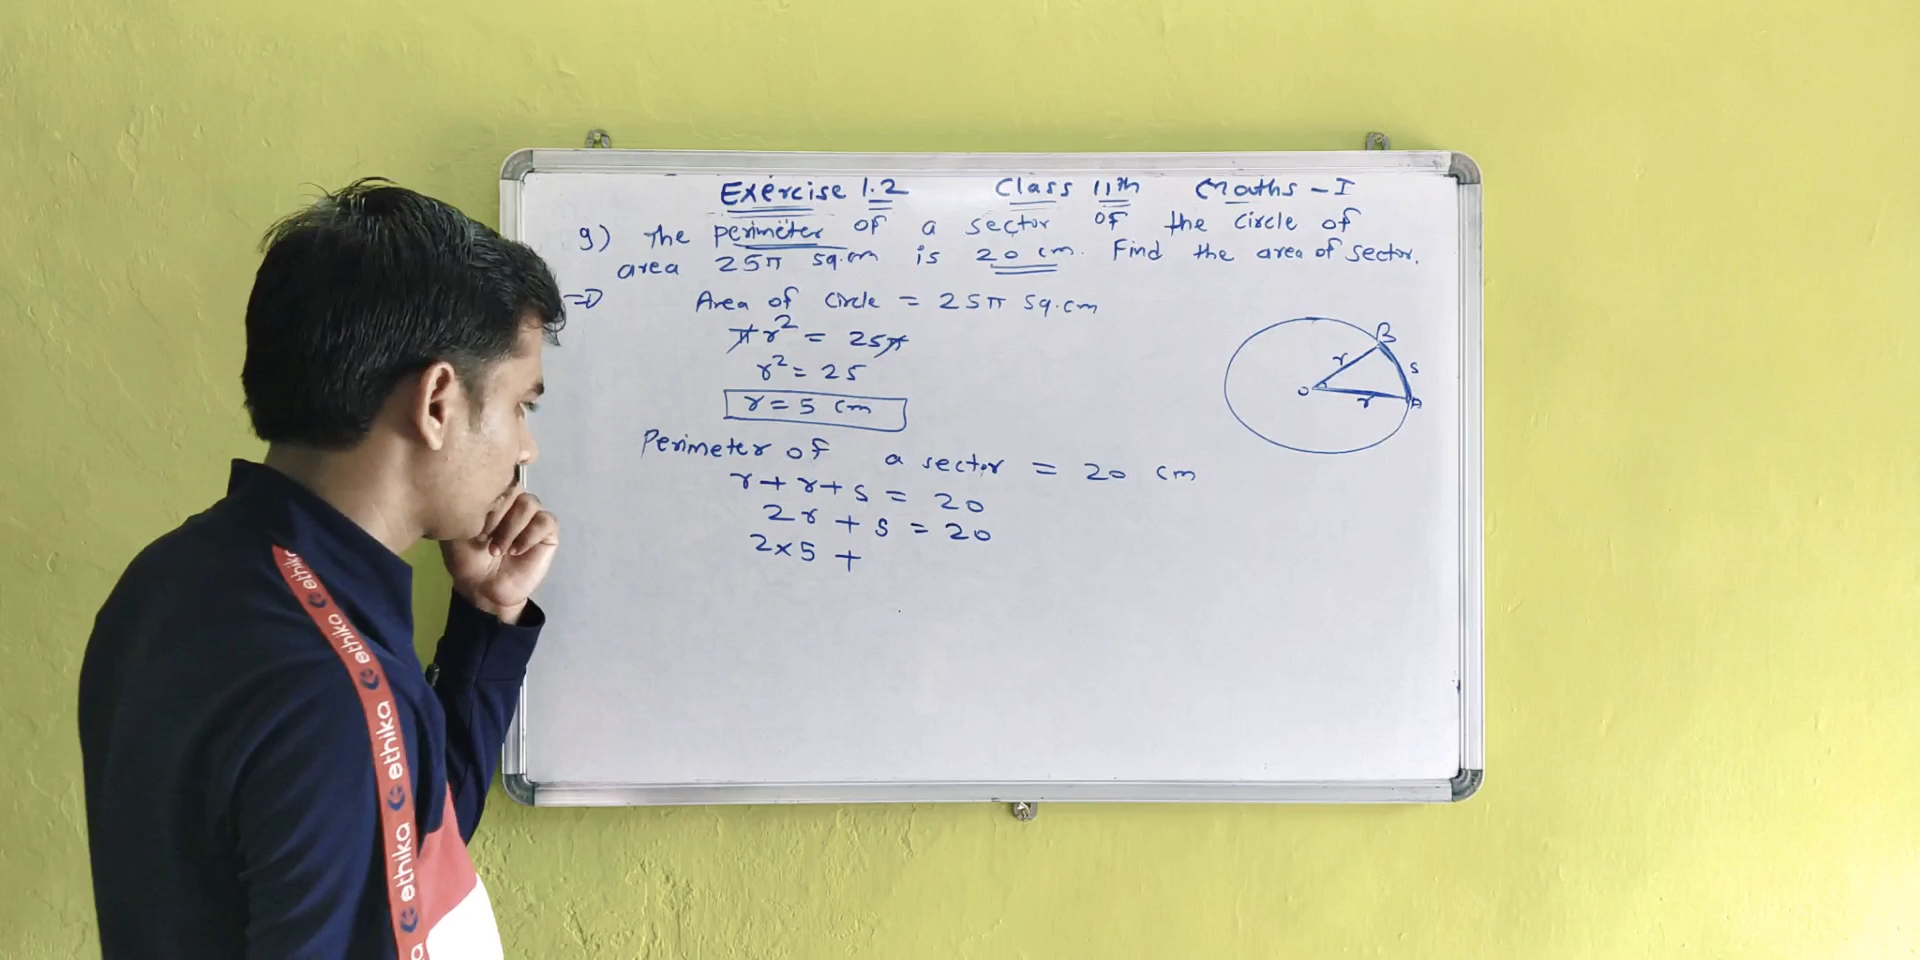 Exercise 1.2 Class 11th Maths - I
9) The perimeter of a sector of the circle of
area 25π sq.cm is 20 cm. Find the area of sector.
⇒ Area of circle = 25π sq.cm
πr² = 25π
r² = 25
r = 5 cm
Perimeter of a sector = 20 cm
r + r + s = 20
2r + s = 20
2×5 +
B
r
s
O
r
A
ethika
ethika
ethika
ethika
ethika